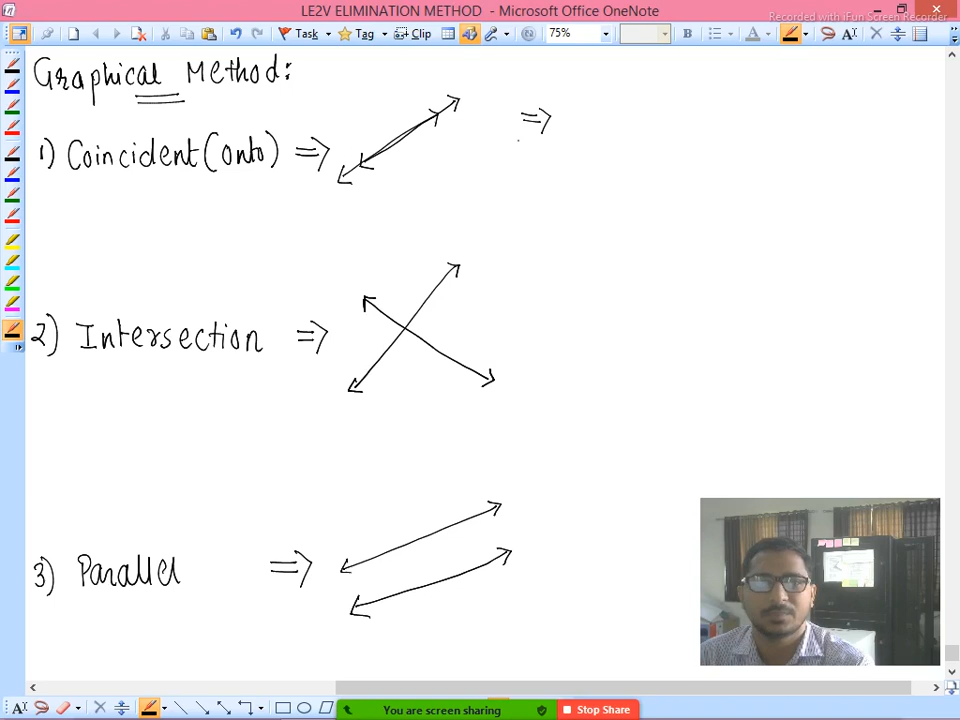 LE2V ELIMINATION METHOD - Microsoft Office OneNote
Recorded with iFun Screen Recorder
Task Tag Clip 75% B A
Graphical Method:
1) Coincident (onto) => =>
2) Intersection =>
3) Parallel =>
You are screen sharing Stop Share